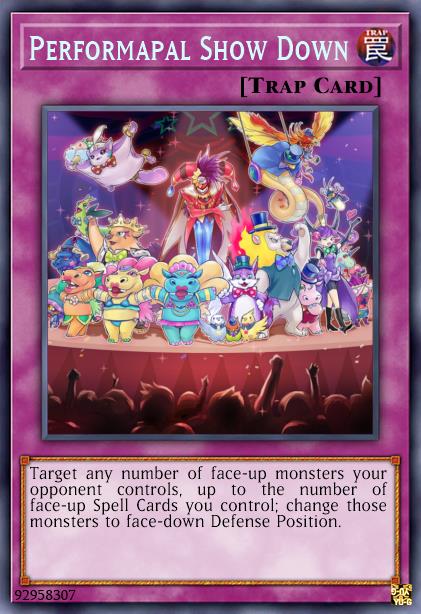 Performapal Show Down
TRAP
罠
[Trap Card]
Target any number of face-up monsters your
opponent controls, up to the number of
face-up Spell Cards you control; change those
monsters to face-down Defense Position.
92958307